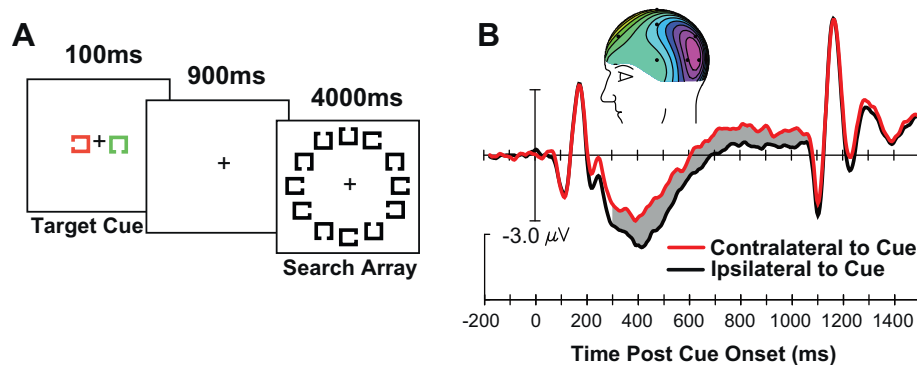 A
100ms
900ms
4000ms
+
+
+
Target Cue
Search Array
B
-3.0 μV
Contralateral to Cue
Ipsilateral to Cue
-200 0 200 400 600 800 1000 1200 1400
Time Post Cue Onset (ms)